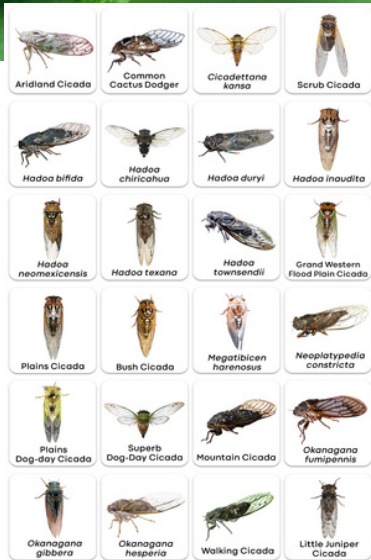 Aridland Cicada
Common
Cactus Dodger
Cicadettana
kansa
Scrub Cicada
Hadoa bifida
Hadoa
chiricahua
Hadoa duryi
Hadoa inaudita
Hadoa
neomexicensis
Hadoa texana
Hadoa
townsendii
Grand Western
Flood Plain Cicada
Plains Cicada
Bush Cicada
Megatibicen
harenosus
Neoplatypedia
constricta
Plains
Dog-day Cicada
Superb
Dog-Day Cicada
Mountain Cicada
Okanagana
fumipennis
Okanagana
gibbera
Okanagana
hesperia
Walking Cicada
Little Juniper
Cicada